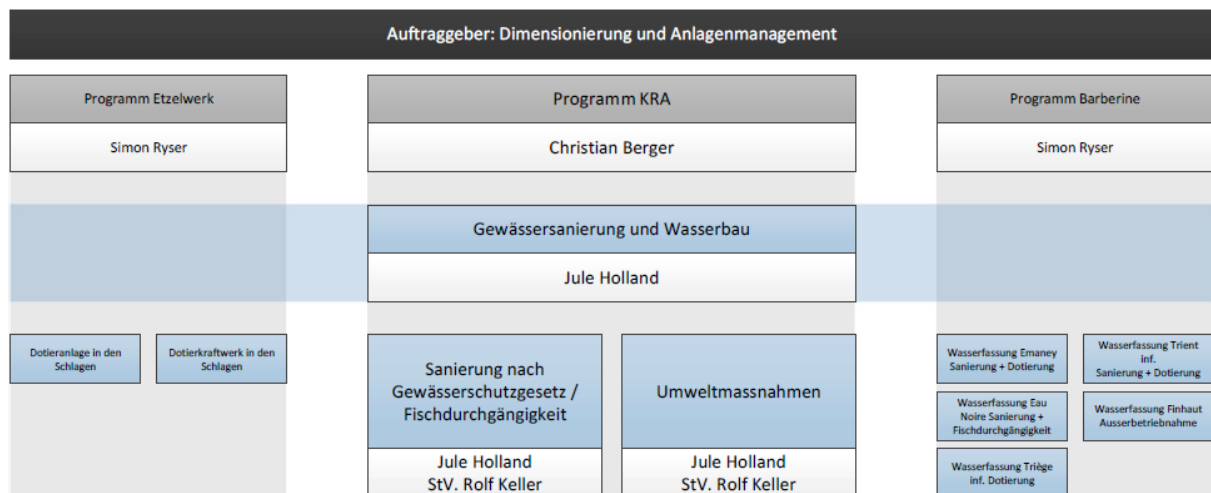 Auftraggeber: Dimensionierung und Anlagenmanagement
Programm Etzelwerk
Simon Ryser
Programm KRA
Christian Berger
Programm Barberine
Simon Ryser
Gewässersanierung und Wasserbau
Jule Holland
Dotieranlage in den
Schlagen
Dotierkraftwerk in den
Schlagen
Sanierung nach
Gewässerschutzgesetz /
Fischdurchgängigkeit
Jule Holland
StV. Rolf Keller
Umweltmassnahmen
Jule Holland
StV. Rolf Keller
Wasserfassung Emaney
Sanierung + Dotierung
Wasserfassung Trient
inf.
Sanierung + Dotierung
Wasserfassung Eau
Noire Sanierung +
Fischdurchgängigkeit
Wasserfassung Finhaut
Ausserbetriebnahme
Wasserfassung Triège
inf. Dotierung